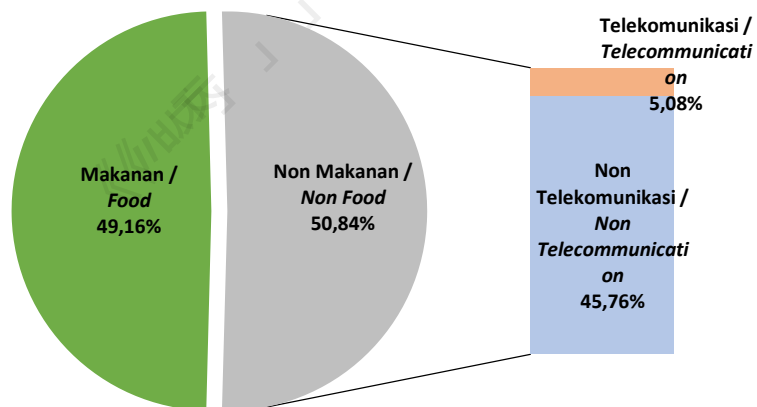 Makanan /
Food
49,16%
Non Makanan /
Non Food
50,84%
Telekomunikasi /
Telecommunicati
on
5,08%
Non
Telekomunikasi /
Non
Telecommunicati
on
45,76%